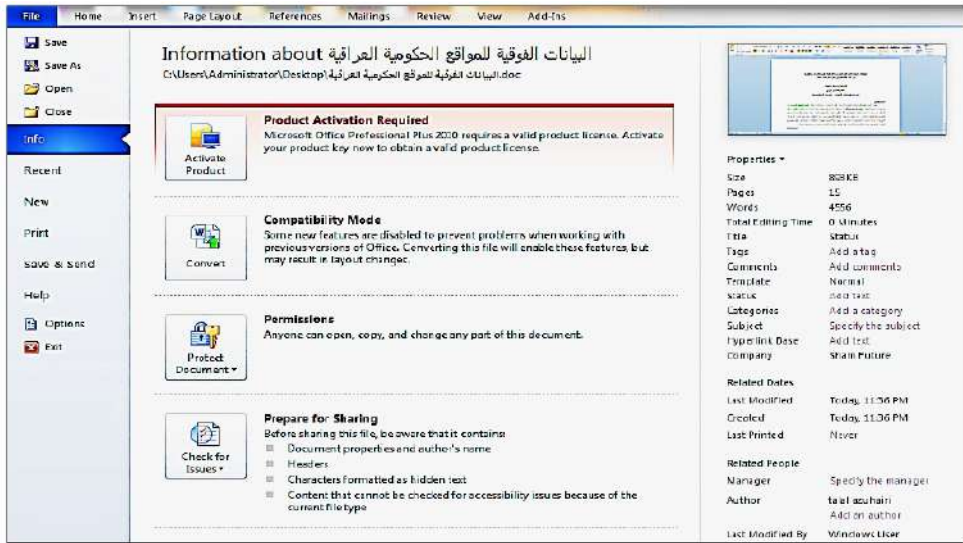 File Home Insert Page Layout References Mailings Review View Add-Ins
Save
Save As
Open
Close
Info
Recent
New
Print
Save & Send
Help
Options
Exit
Information about البيانات الفوقية للمواقع الحكومية العراقية
C:\Users\Administrator\Desktop\البيانات الفوقية للموقع الحكومية العراقية.doc
Activate
Product
Product Activation Required
Microsoft Office Professional Plus 2010 requires a valid product license. Activate
your product key now to obtain a valid product license.
Convert
Compatibility Mode
Some new features are disabled to prevent problems when working with
previous versions of Office. Converting this file will enable these features, but
may result in layout changes.
Protect
Document
Permissions
Anyone can open, copy, and change any part of this document.
Check for
Issues
Prepare for Sharing
Before sharing this file, be aware that it contains:
Document properties and author's name
Headers
Characters formatted as hidden text
Content that cannot be checked for accessibility issues because of the
current file type
Properties
Size 893KB
Pages 15
Words 4556
Total Editing Time 0 Minutes
Title Status
Tags Add a tag
Comments Add comments
Template Normal
Status Add text
Categories Add a category
Subject Specify the subject
Hyperlink Base Add text
Company Sham Future
Related Dates
Last Modified Today, 11:36 PM
Created Today, 11:36 PM
Last Printed Never
Related People
Manager Specify the manager
Author talal azuhairi
Add an author
Last Modified By Windows User